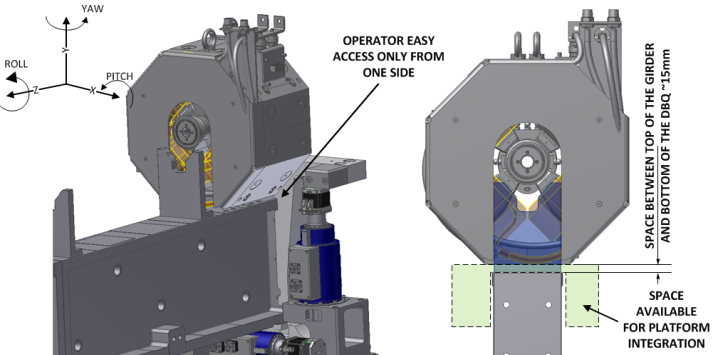 YAW
Y
ROLL
Z
X
PITCH
OPERATOR EASY
ACCESS ONLY FROM
ONE SIDE
SPACE BETWEEN TOP OF THE GIRDER
AND BOTTOM OF THE DBQ ~15mm
SPACE
AVAILABLE
FOR PLATFORM
INTEGRATION